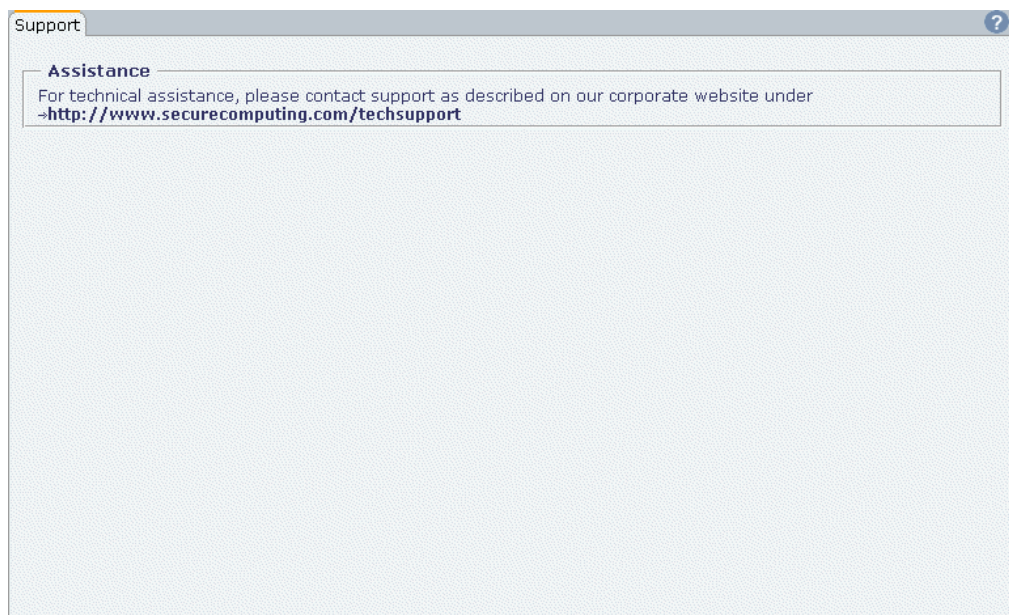 Support
?
Assistance
For technical assistance, please contact support as described on our corporate website under
→http://www.securecomputing.com/techsupport